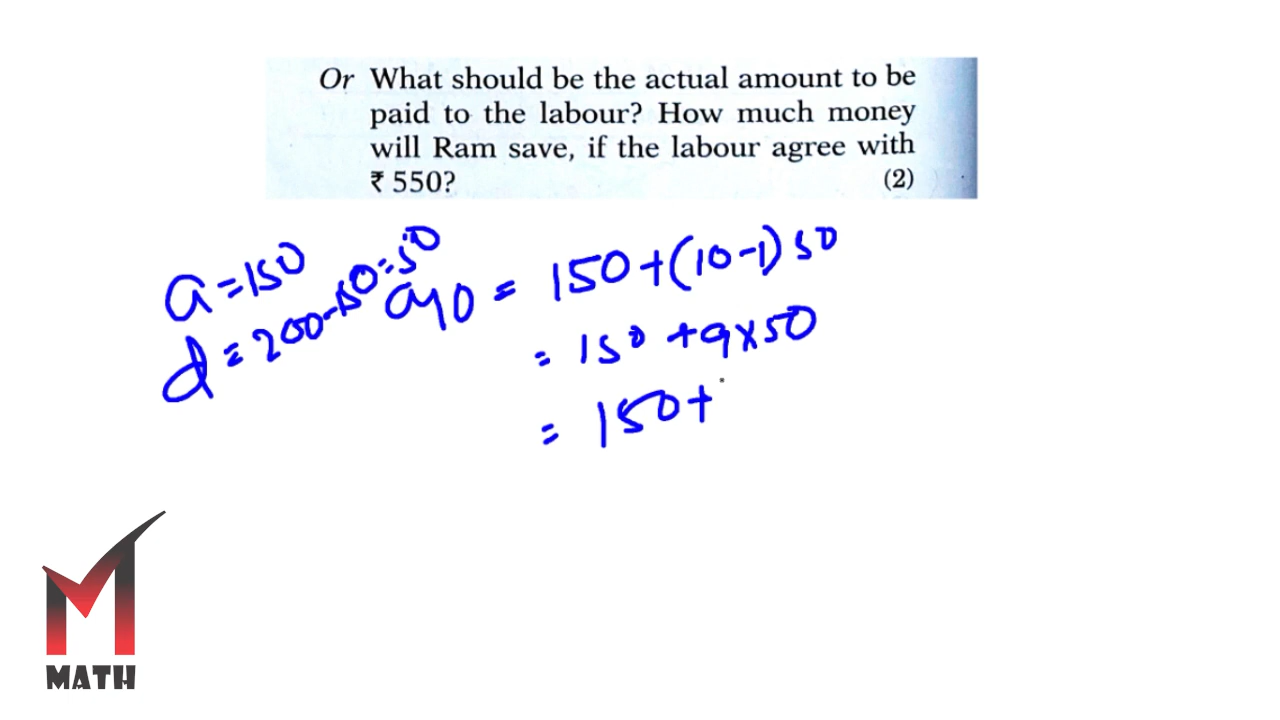 Or What should be the actual amount to be
paid to the labour? How much money
will Ram save, if the labour agree with
₹ 550? (2)
a=150
d=200-150=50
a10 = 150+(10-1)50
= 150+9x50
= 150+
MATH